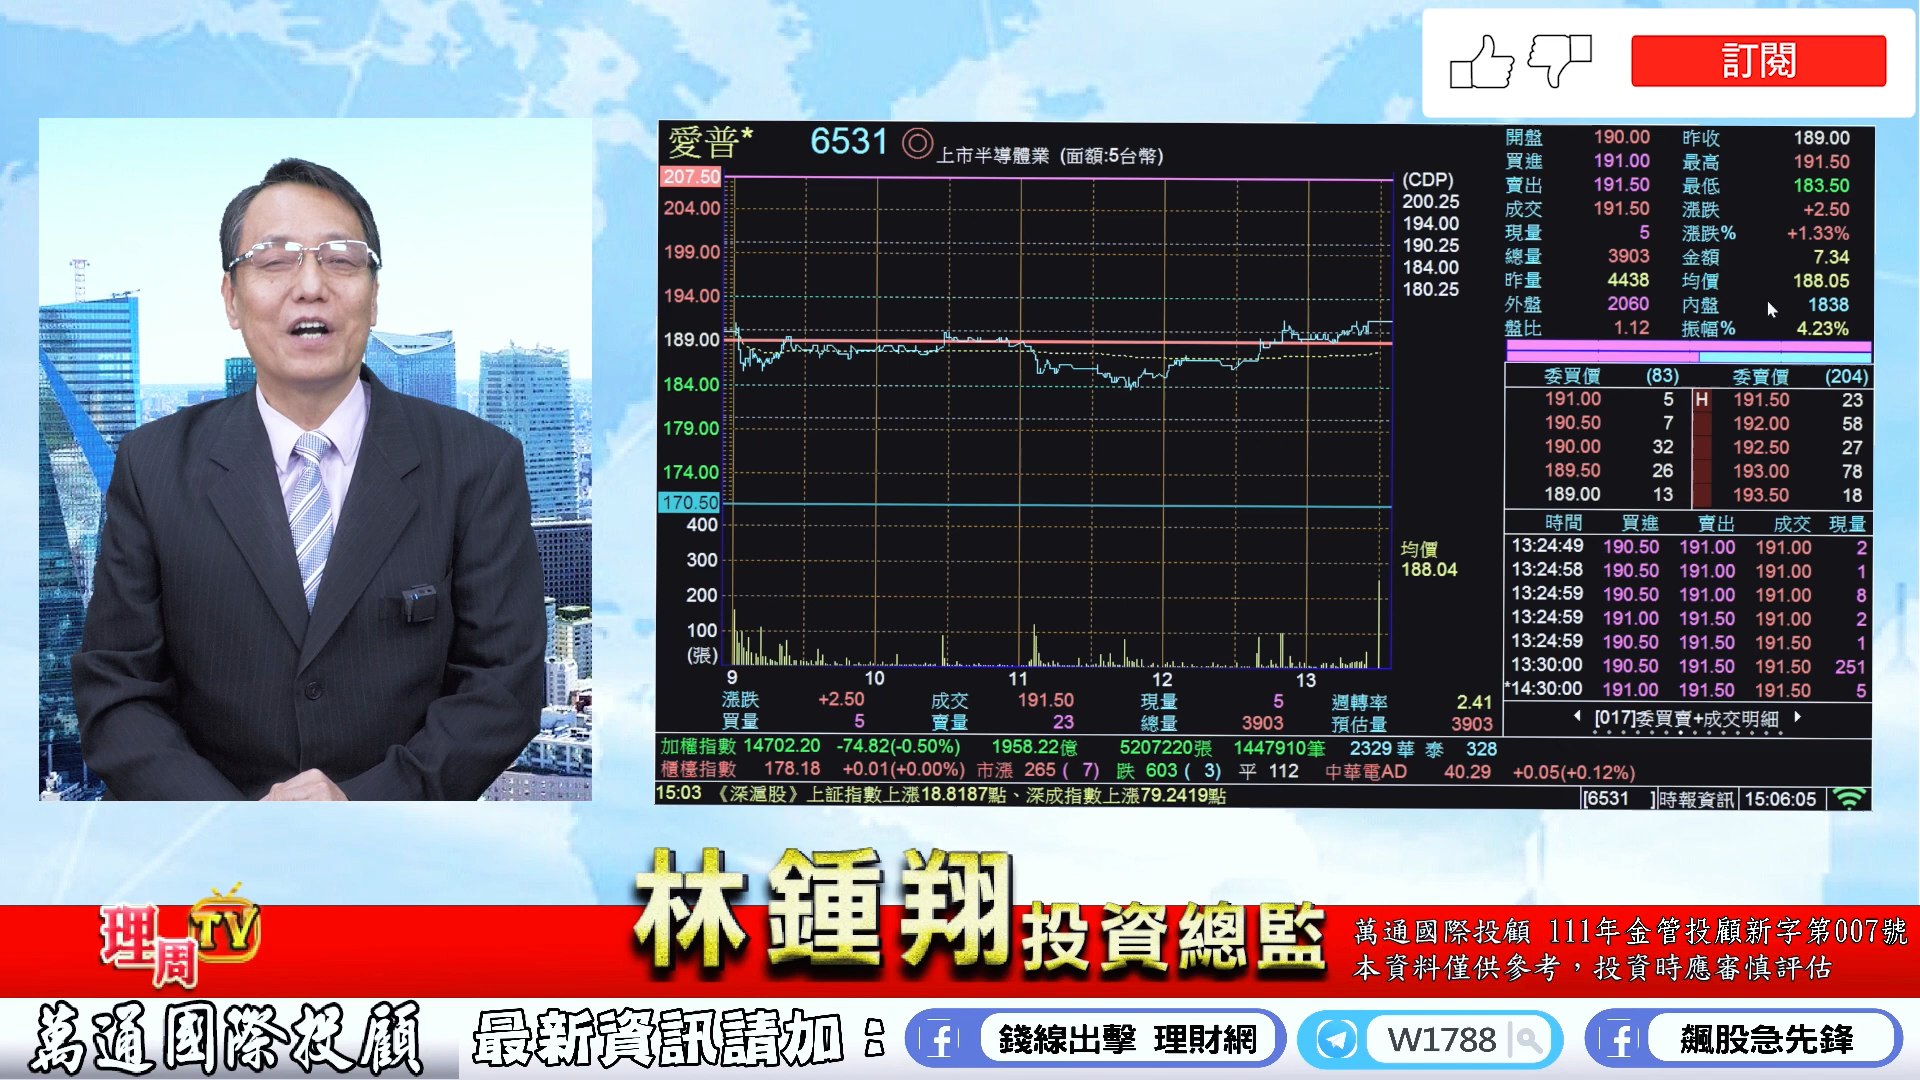 訂閱
愛普* 6531 ◎ 上市半導體業 (面額:5台幣)
207.50
204.00
199.00
194.00
189.00
184.00
179.00
174.00
170.50
400
300
200
100
(張)
9 10 11 12 13
(CDP)
200.25
194.00
190.25
184.00
180.25
均價
188.04
漲跌 +2.50 成交 191.50 現量 5 週轉率 2.41
買量 5 賣量 23 總量 3903 預估量 3903
開盤 190.00 昨收 189.00
買進 191.00 最高 191.50
賣出 191.50 最低 183.50
成交 191.50 漲跌 +2.50
現量 5 漲跌% +1.33%
總量 3903 金額 7.34
昨量 4438 均價 188.05
外盤 2060 內盤 1838
盤比 1.12 振幅% 4.23%
委買價 (83) 委賣價 (204)
191.00 5 H 191.50 23
190.50 7 192.00 58
190.00 32 192.50 27
189.50 26 193.00 78
189.00 13 193.50 18
時間 買進 賣出 成交 現量
13:24:49 190.50 191.00 191.00 2
13:24:58 190.50 191.00 191.00 1
13:24:59 190.50 191.00 191.00 8
13:24:59 191.00 191.50 191.00 2
13:24:59 190.50 191.50 191.00 1
13:30:00 190.50 191.50 191.50 251
*14:30:00 191.00 191.50 191.50 5
[017]委買賣+成交明細
加權指數 14702.20 -74.82(-0.50%) 1958.22億 5207220張 1447910筆 2329 華 泰 328
櫃檯指數 178.18 +0.01(+0.00%) 市漲 265 ( 7) 跌 603 ( 3) 平 112 中華電AD 40.29 +0.05(+0.12%)
15:03 《深滬股》上証指數上漲18.8187點、深成指數上漲79.2419點 [6531 ] 時報資訊 15:06:05
理周TV
林鍾翔 投資總監
萬通國際投顧 111年金管投顧新字第007號
本資料僅供參考，投資時應審慎評估
萬通國際投顧 最新資訊請加： 錢線出擊 理財網 W1788 飆股急先鋒